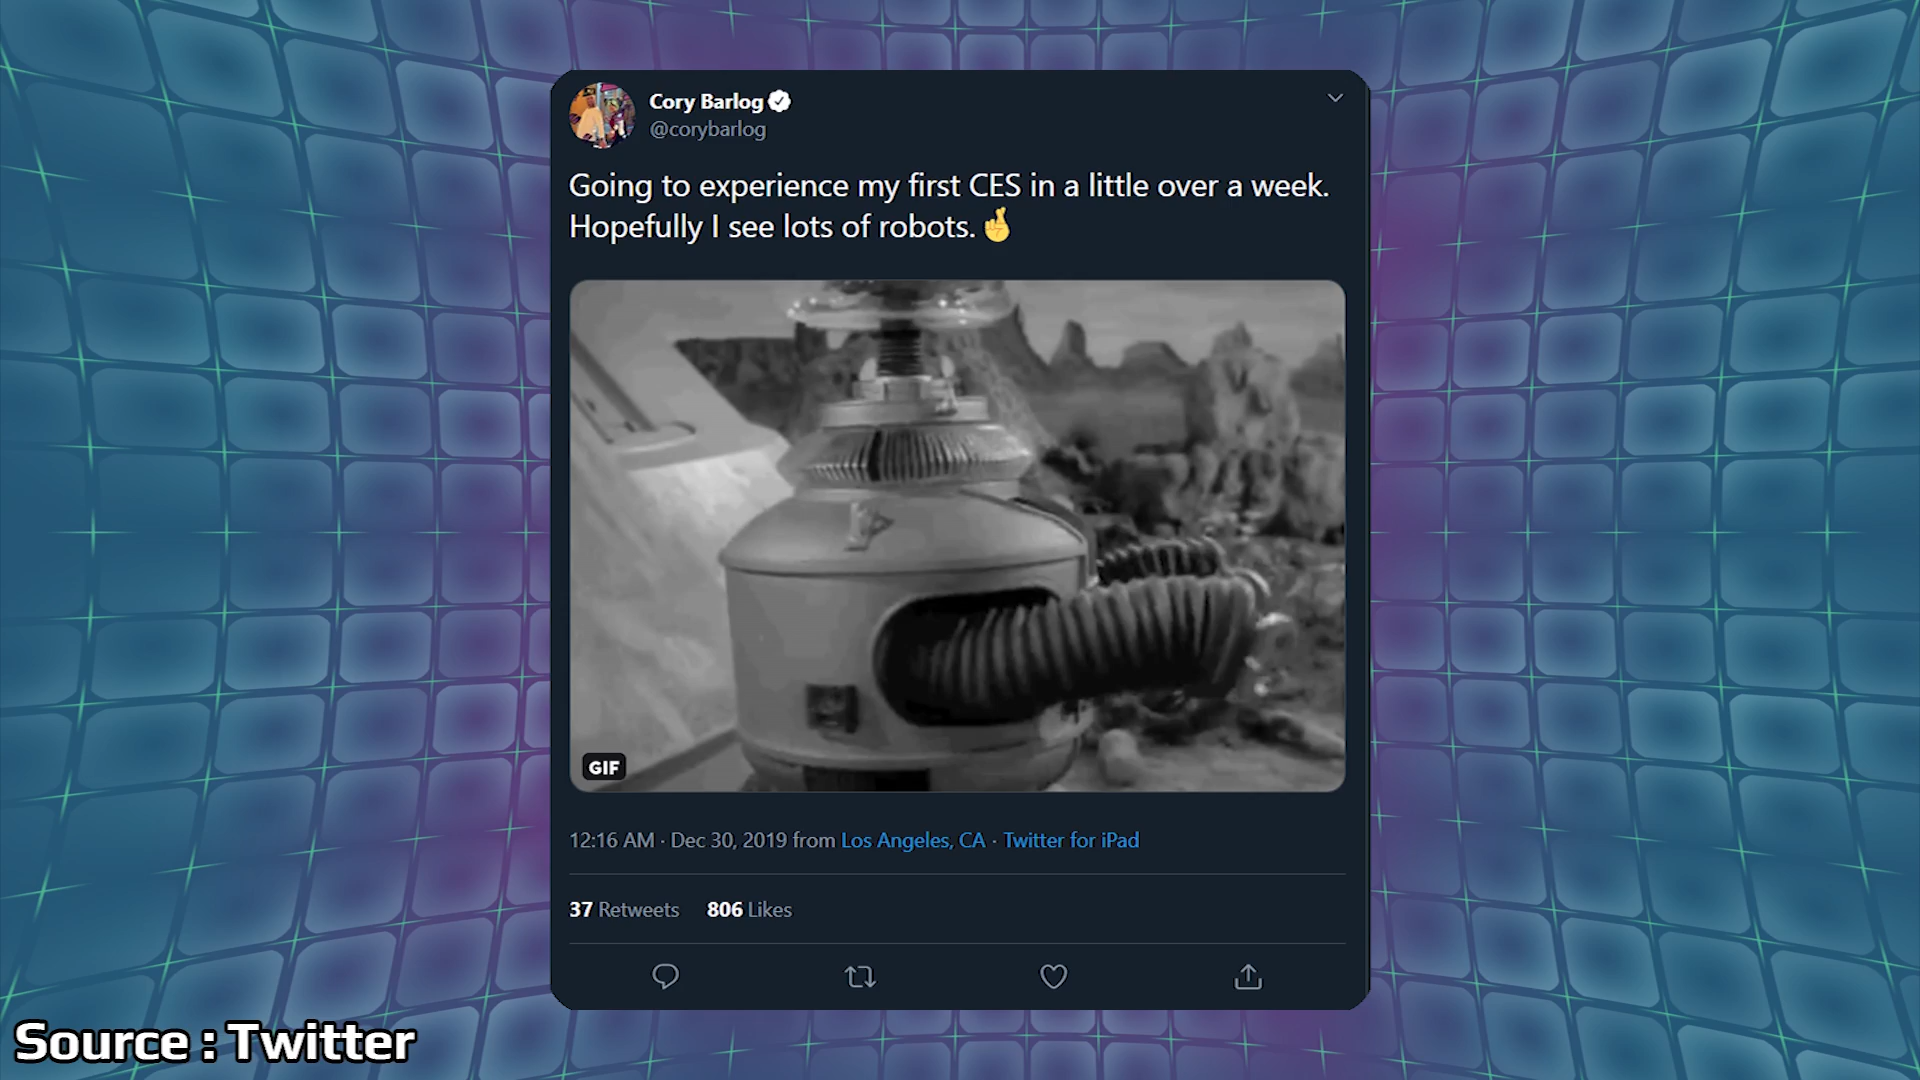 Cory Barlog
@corybarlog
Going to experience my first CES in a little over a week.
Hopefully I see lots of robots. 🤞
GIF
12:16 AM · Dec 30, 2019 from Los Angeles, CA · Twitter for iPad
37 Retweets 806 Likes
Source : Twitter